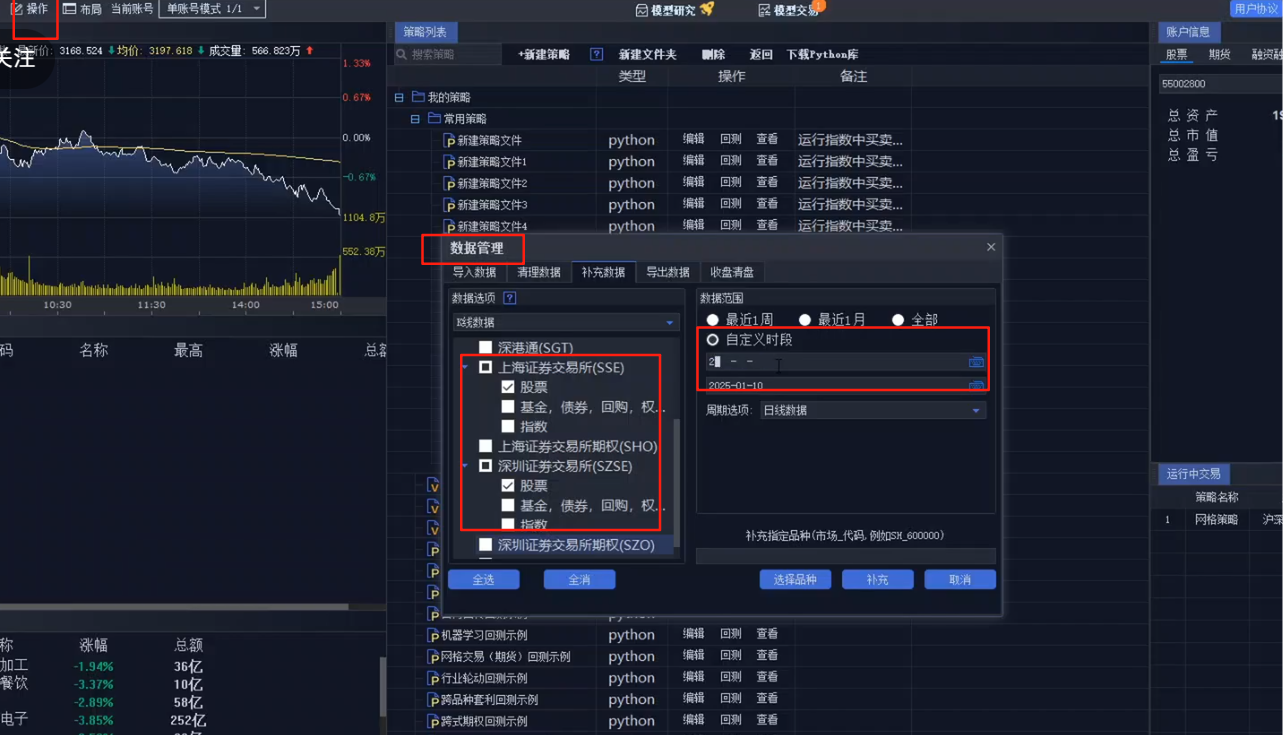 操作 布局 当前账号 单账号模式 1/1 模型研究 模型交易 1 用户协议
关注
最新价: 3168.524 均价: 3197.618 成交量: 566.823万
1.33%
0.67%
0.00%
-0.67%
1104.8万
552.38万
10:30 11:30 14:00 15:00
码 名称 最高 涨幅 总额
称 涨幅 总额
加工 -1.94% 36亿
餐饮 -3.37% 10亿
-2.89% 58亿
电子 -3.85% 252亿
策略列表
搜索策略 +新建策略 ? 新建文件夹 删除 返回 下载Python库
类型 操作 备注
我的策略
常用策略
新建策略文件 python 编辑 回测 查看 运行指数中买卖...
新建策略文件1 python 编辑 回测 查看 运行指数中买卖...
新建策略文件2 python 编辑 回测 查看 运行指数中买卖...
新建策略文件3 python 编辑 回测 查看 运行指数中买卖...
新建策略文件4 python 编辑 回测 查看 运行指数中买卖...
数据管理
导入数据 清理数据 补充数据 导出数据 收盘清盘
数据选项 ?
K线数据
深港通(SGT)
上海证券交易所(SSE)
股票
基金, 债券, 回购, 权...
指数
上海证券交易所期权(SHO)
深圳证券交易所(SZSE)
股票
基金, 债券, 回购, 权...
指数
深圳证券交易所期权(SZO)
全选 全消
数据范围
最近1周 最近1月 全部
自定义时段
2 - -
2025-01-10
周期选项: 日线数据
补充指定品种(市场_代码, 例如SH_600000)
选择品种 补充 取消
机器学习回测示例 python 编辑 回测 查看
网格交易（期货）回测示例 python 编辑 回测 查看
行业轮动回测示例 python 编辑 回测 查看
跨品种套利回测示例 python 编辑 回测 查看
跨式期权回测示例 python 编辑 回测 查看
账户信息
股票 期货 融资融
55002800
总资产
总市值
总盈亏
运行中交易
策略名称
1 网格策略 沪深